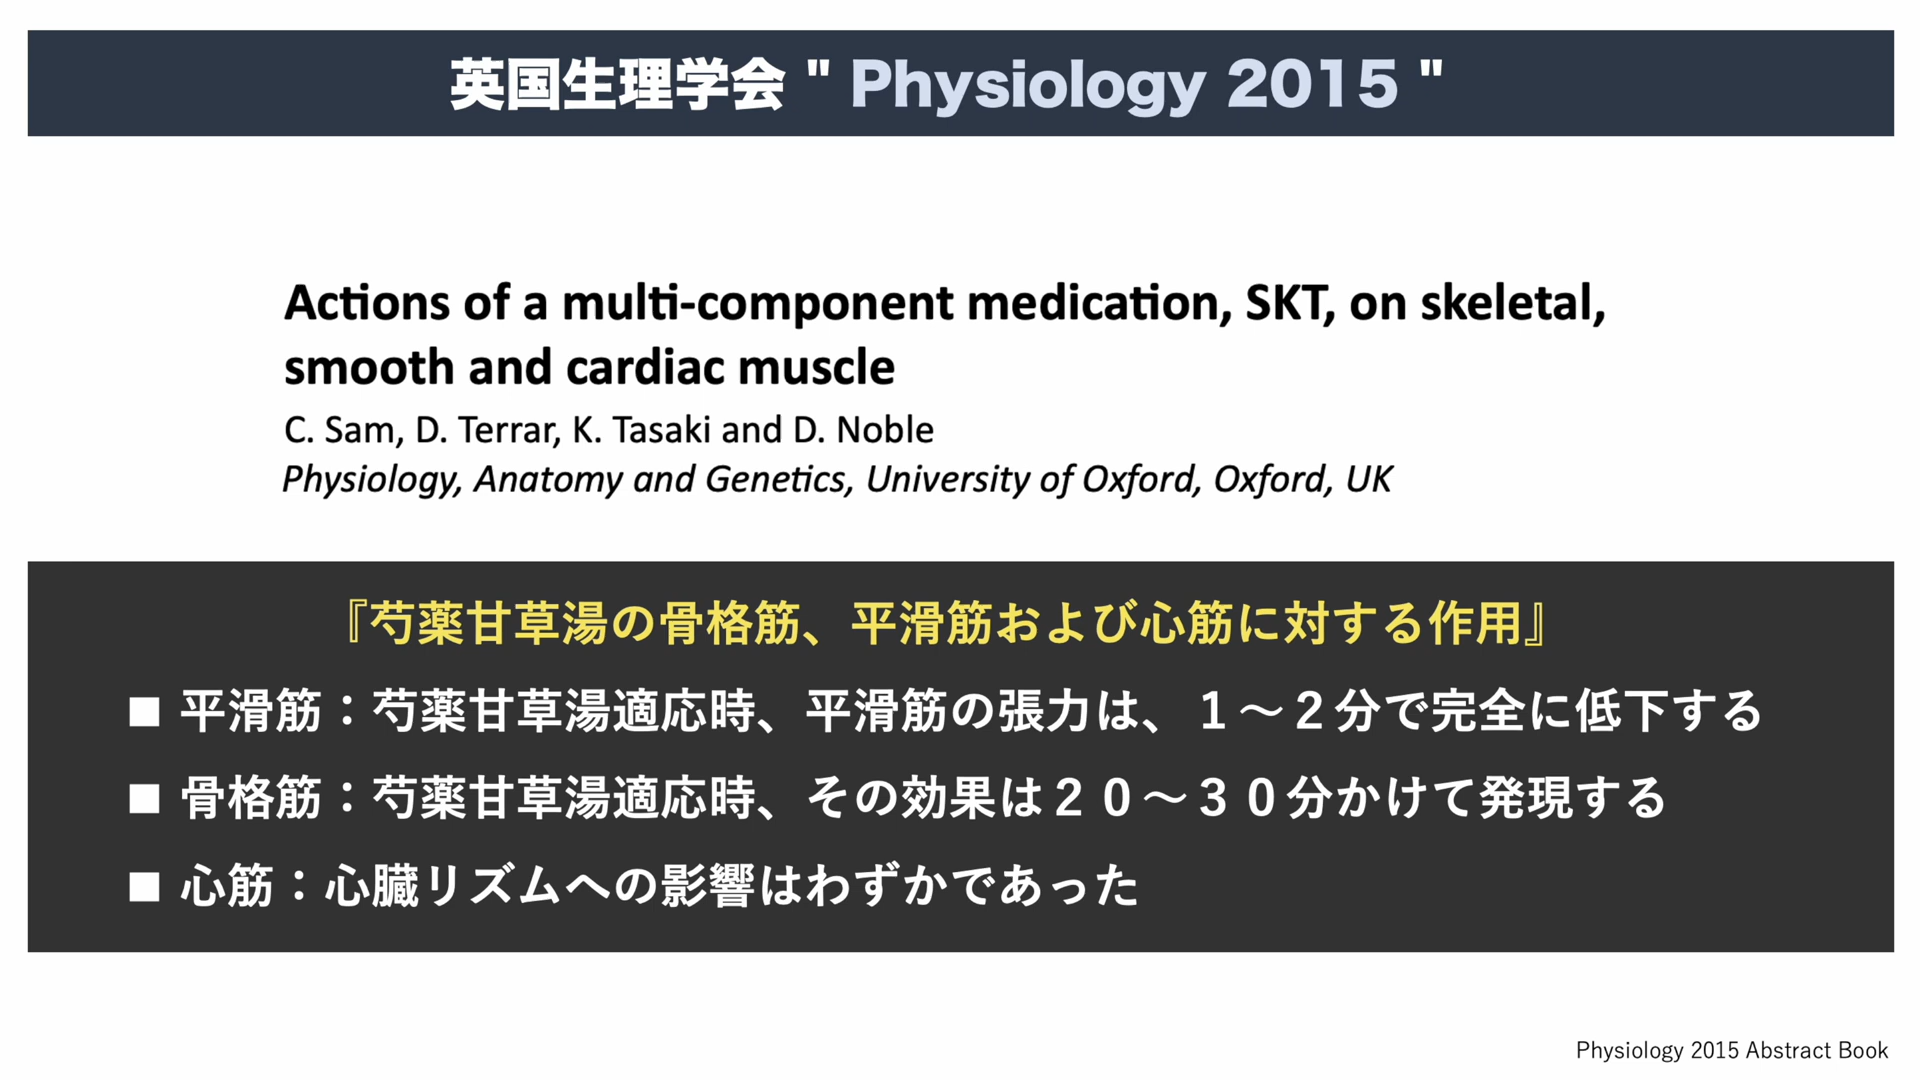 英国生理学会 " Physiology 2015 "
Actions of a multi-component medication, SKT, on skeletal,
smooth and cardiac muscle
C. Sam, D. Terrar, K. Tasaki and D. Noble
Physiology, Anatomy and Genetics, University of Oxford, Oxford, UK
『芍薬甘草湯の骨格筋、平滑筋および心筋に対する作用』
■ 平滑筋：芍薬甘草湯適応時、平滑筋の張力は、１～２分で完全に低下する
■ 骨格筋：芍薬甘草湯適応時、その効果は２０～３０分かけて発現する
■ 心筋：心臓リズムへの影響はわずかであった
Physiology 2015 Abstract Book